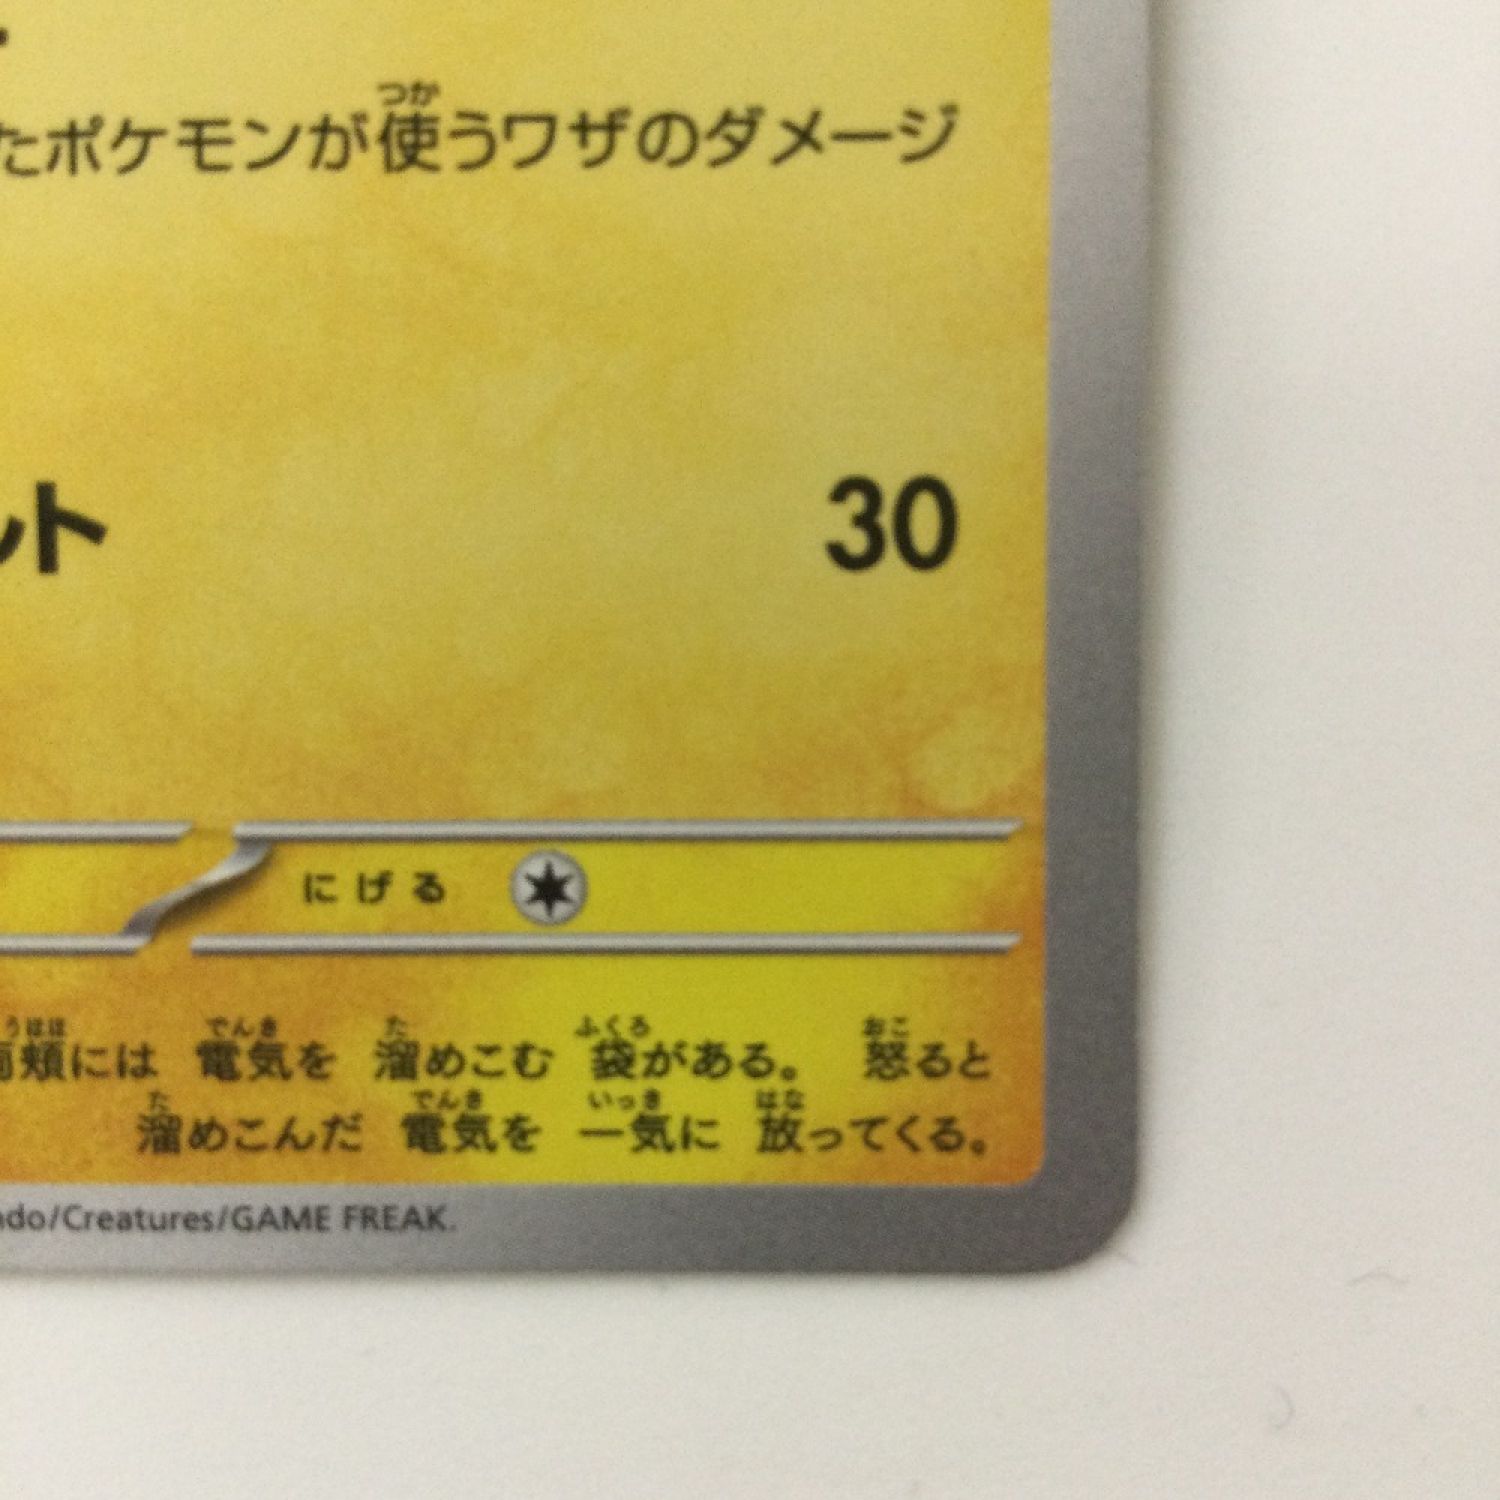 たポケモンが使うワザのダメージ
ット 30
にげる
両頬には 電気を 溜めこむ 袋がある。 怒ると
溜めこんだ 電気を 一気に 放ってくる。
ndo/Creatures/GAME FREAK.